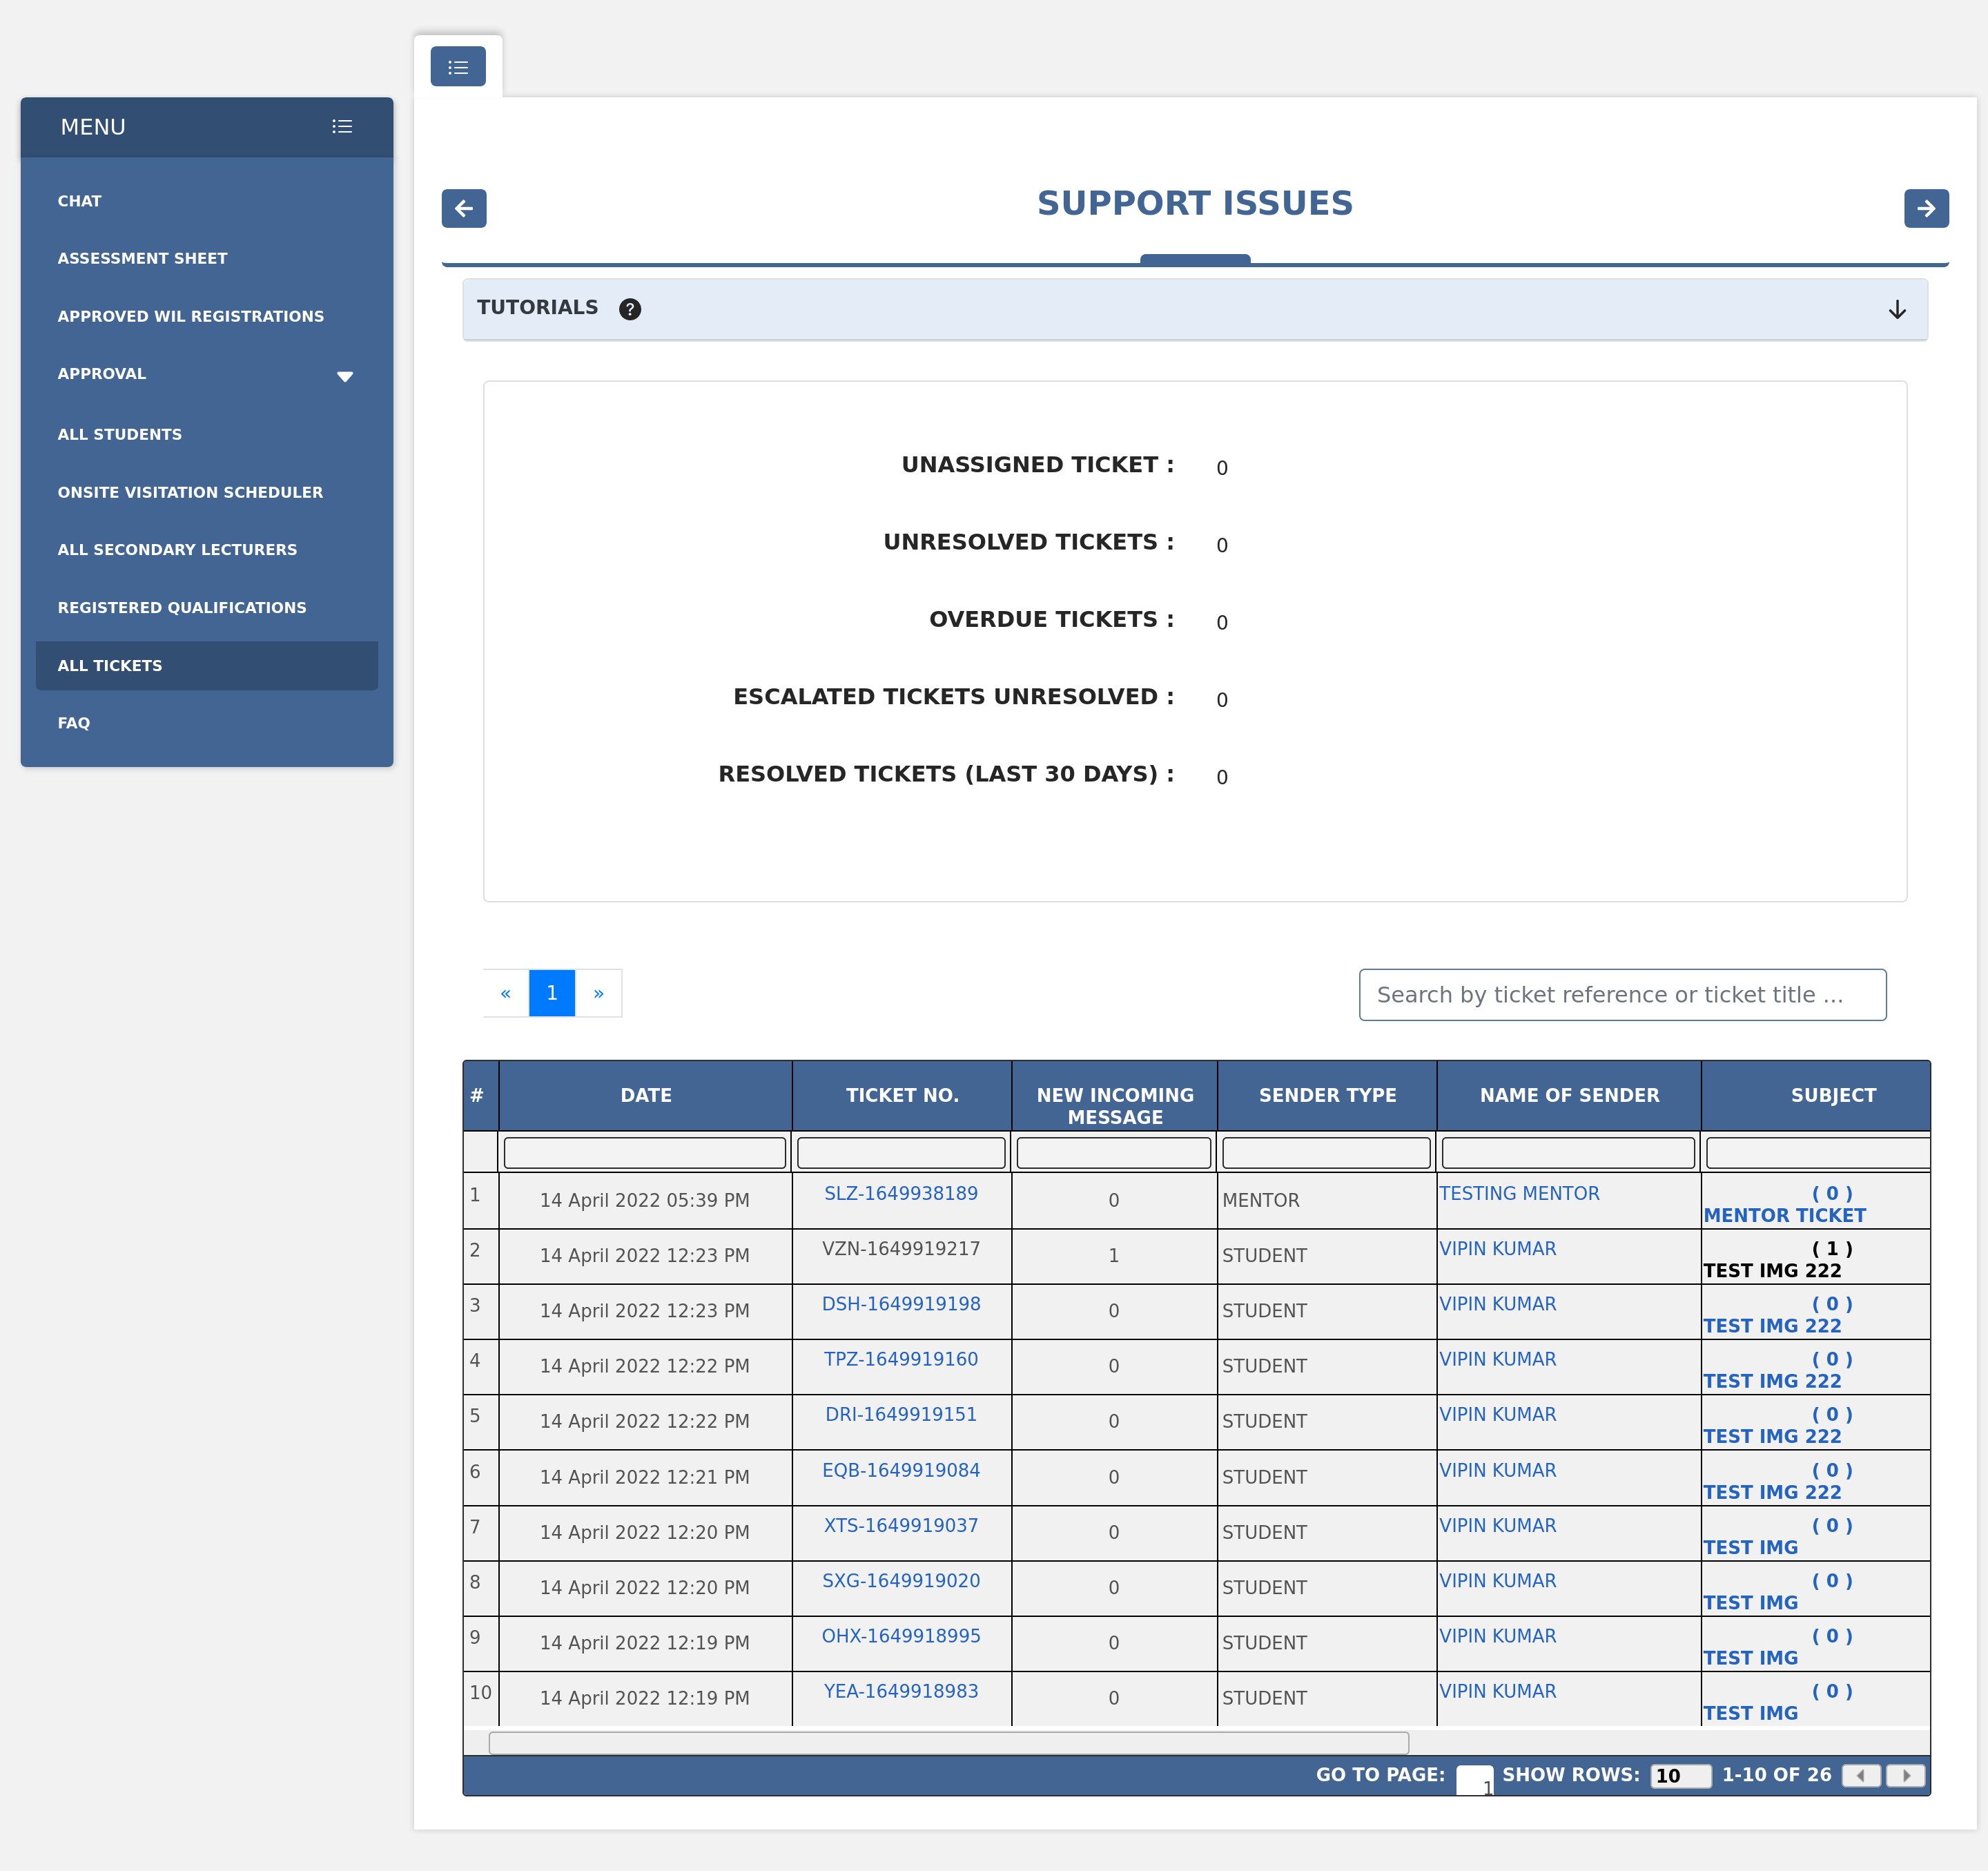 MENU
CHAT
ASSESSMENT SHEET
APPROVED WIL REGISTRATIONS
APPROVAL
ALL STUDENTS
ONSITE VISITATION SCHEDULER
ALL SECONDARY LECTURERS
REGISTERED QUALIFICATIONS
ALL TICKETS
FAQ
SUPPORT ISSUES
TUTORIALS ?
UNASSIGNED TICKET : 0
UNRESOLVED TICKETS : 0
OVERDUE TICKETS : 0
ESCALATED TICKETS UNRESOLVED : 0
RESOLVED TICKETS (LAST 30 DAYS) : 0
« 1 » Search by ticket reference or ticket title ...
# DATE TICKET NO. NEW INCOMING MESSAGE SENDER TYPE NAME OF SENDER SUBJECT
1 14 April 2022 05:39 PM SLZ-1649938189 0 MENTOR TESTING MENTOR ( 0 )
MENTOR TICKET
2 14 April 2022 12:23 PM VZN-1649919217 1 STUDENT VIPIN KUMAR ( 1 )
TEST IMG 222
3 14 April 2022 12:23 PM DSH-1649919198 0 STUDENT VIPIN KUMAR ( 0 )
TEST IMG 222
4 14 April 2022 12:22 PM TPZ-1649919160 0 STUDENT VIPIN KUMAR ( 0 )
TEST IMG 222
5 14 April 2022 12:22 PM DRI-1649919151 0 STUDENT VIPIN KUMAR ( 0 )
TEST IMG 222
6 14 April 2022 12:21 PM EQB-1649919084 0 STUDENT VIPIN KUMAR ( 0 )
TEST IMG 222
7 14 April 2022 12:20 PM XTS-1649919037 0 STUDENT VIPIN KUMAR ( 0 )
TEST IMG
8 14 April 2022 12:20 PM SXG-1649919020 0 STUDENT VIPIN KUMAR ( 0 )
TEST IMG
9 14 April 2022 12:19 PM OHX-1649918995 0 STUDENT VIPIN KUMAR ( 0 )
TEST IMG
10 14 April 2022 12:19 PM YEA-1649918983 0 STUDENT VIPIN KUMAR ( 0 )
TEST IMG
GO TO PAGE: 1 SHOW ROWS: 10 1-10 OF 26